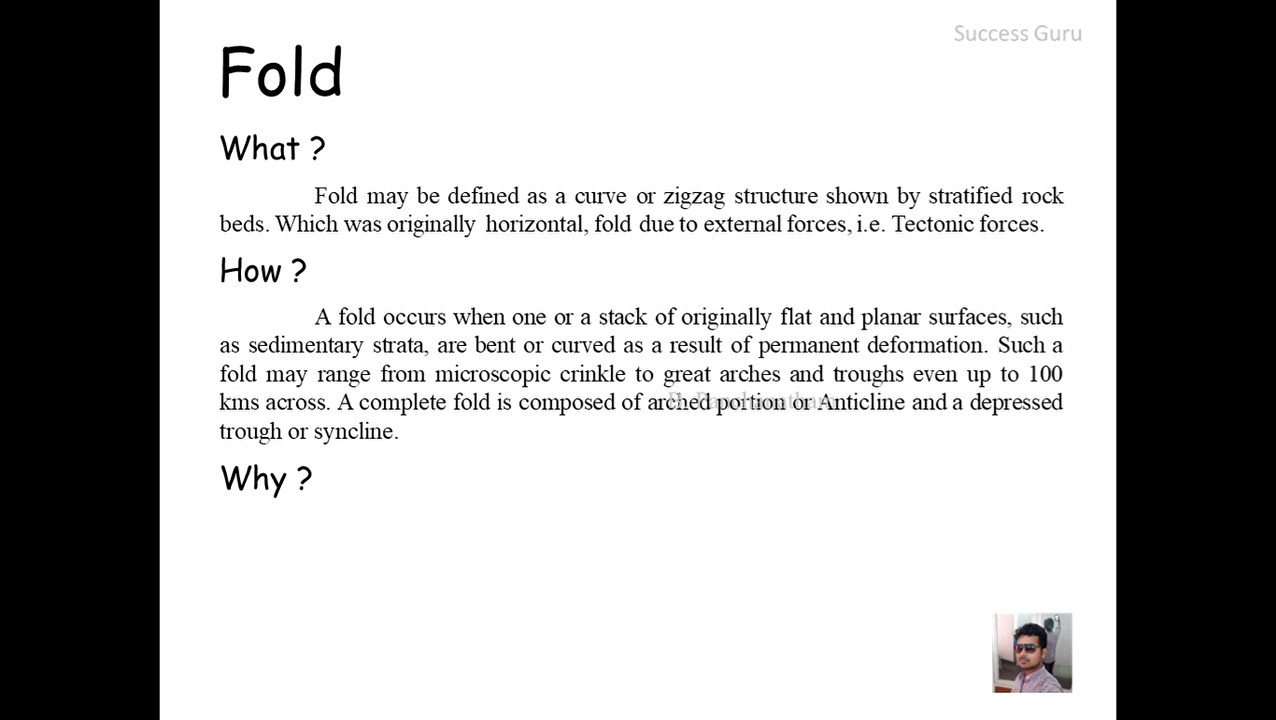 Success Guru
Fold
What ?
Fold may be defined as a curve or zigzag structure shown by stratified rock
beds. Which was originally horizontal, fold due to external forces, i.e. Tectonic forces.
How ?
A fold occurs when one or a stack of originally flat and planar surfaces, such
as sedimentary strata, are bent or curved as a result of permanent deformation. Such a
fold may range from microscopic crinkle to great arches and troughs even up to 100
kms across. A complete fold is composed of arched portion or Anticline and a depressed
trough or syncline.
Why ?